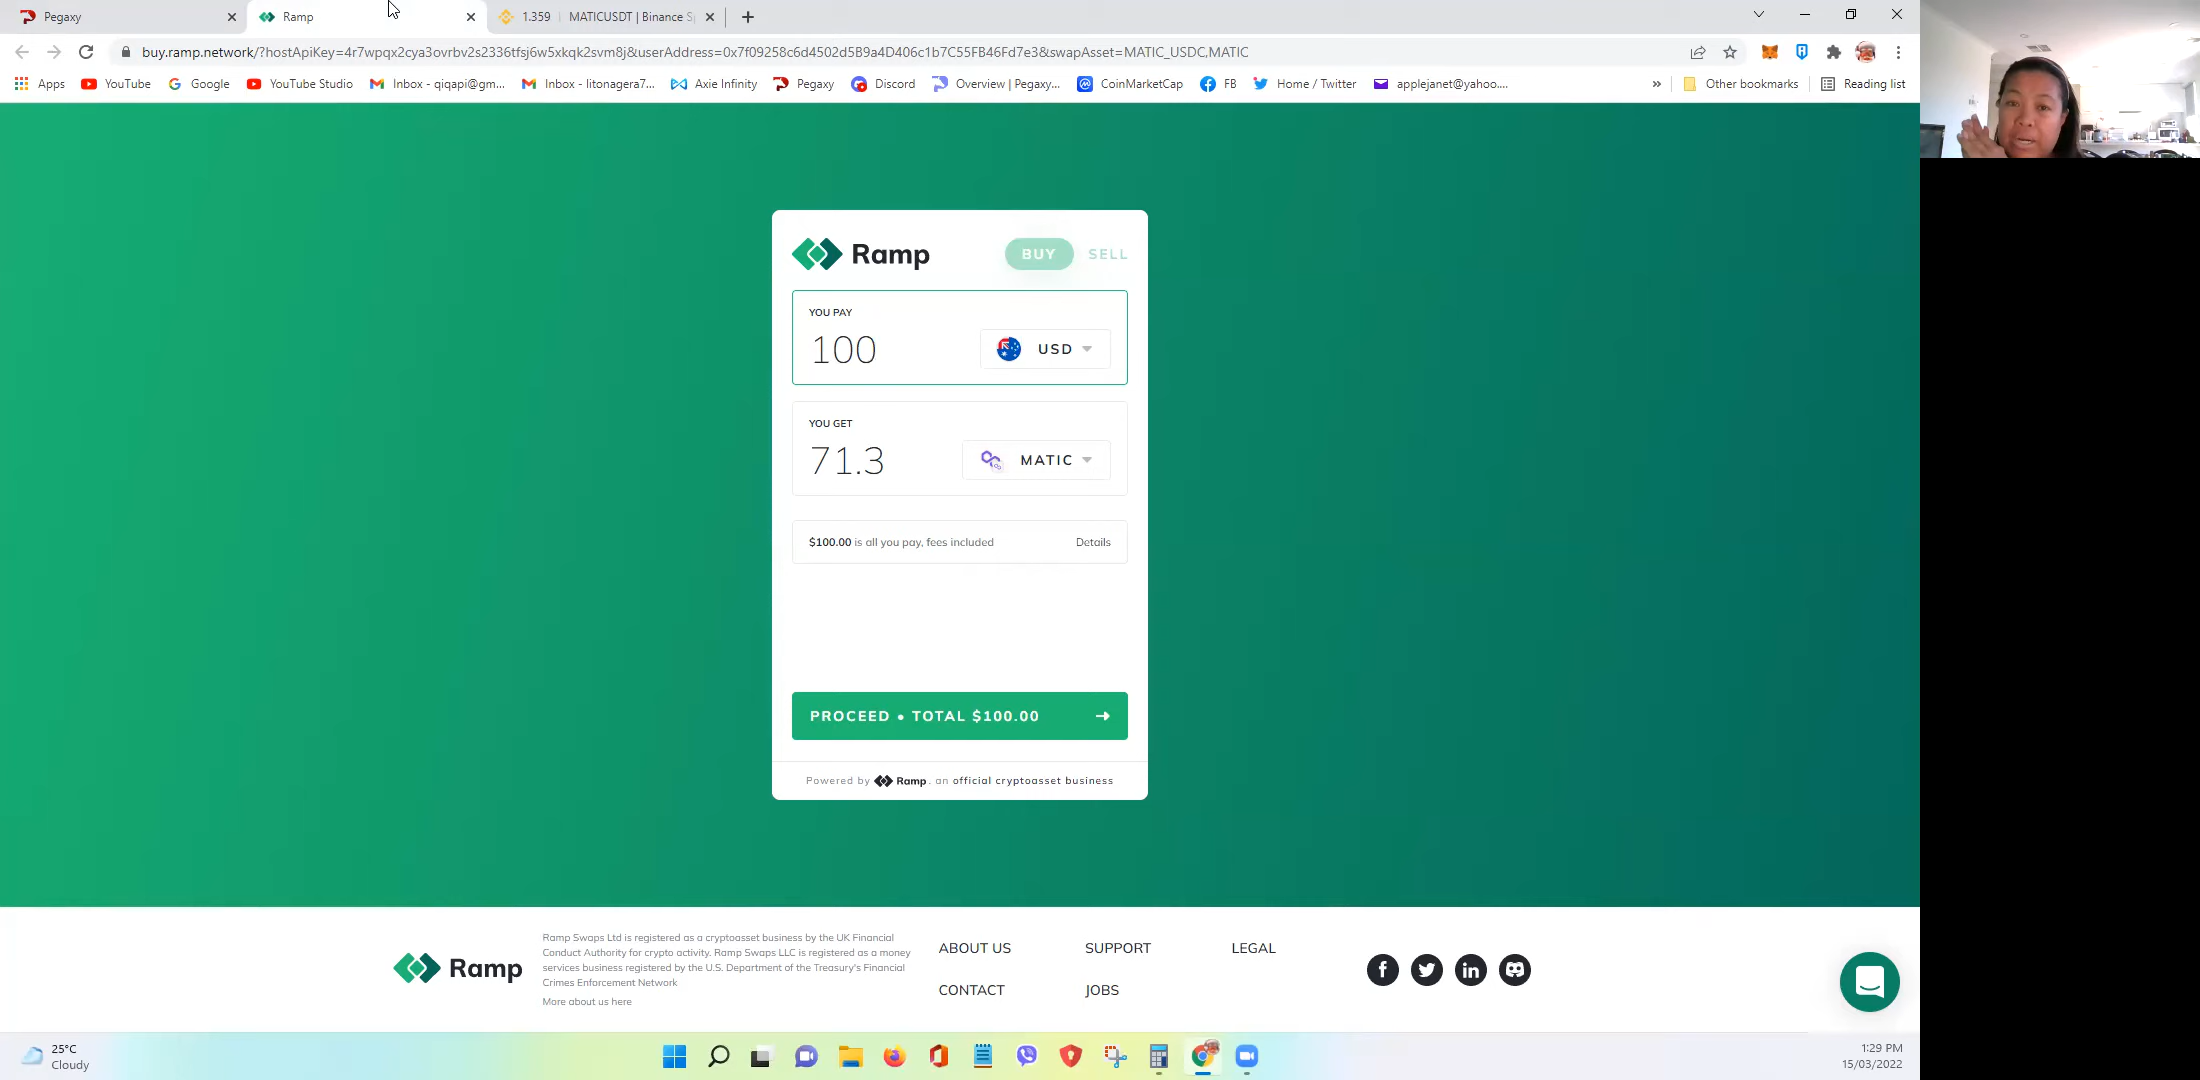 Pegaxy
Ramp
1.359 | MATICUSDT | Binance Sp
buy.ramp.network/?hostApiKey=4r7wpqx2cya3ovrbv2s2336tfsj6w5xkqk2svm8j&userAddress=0x7f09258c6d4502d5B9a4D406c1b7C55FB46Fd7e3&swapAsset=MATIC_USDC,MATIC
Apps YouTube Google YouTube Studio Inbox - qiqapi@gm... Inbox - litonagera7... Axie Infinity Pegaxy Discord Overview | Pegaxy... CoinMarketCap FB Home / Twitter applejanet@yahoo.... » Other bookmarks Reading list
Ramp
BUY SELL
YOU PAY
100 USD
YOU GET
71.3 MATIC
$100.00 is all you pay, fees included Details
PROCEED • TOTAL $100.00
Powered by Ramp. an official cryptoasset business
Ramp
Ramp Swaps Ltd is registered as a cryptoasset business by the UK Financial
Conduct Authority for crypto activity. Ramp Swaps LLC is registered as a money
services business registered by the U.S. Department of the Treasury's Financial
Crimes Enforcement Network
More about us here
ABOUT US SUPPORT LEGAL
CONTACT JOBS
25°C
Cloudy
1:29 PM
15/03/2022